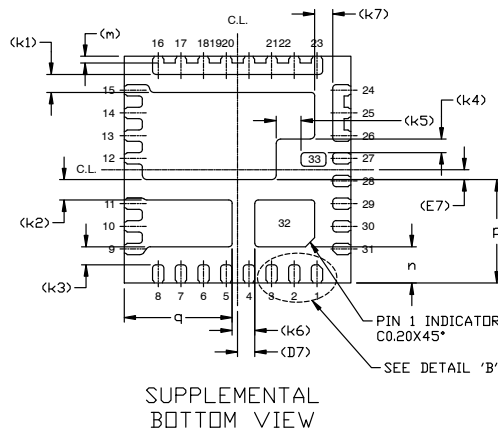 (m)
C.L.
(k7)
(k1)
16 17 18 19 20 21 22 23
15
14
13
12
24
25
26
27
28
(k4)
(k5)
33
C.L.
(E7)
(k2)
11
10
9
32
29
30
31
p
n
(k3)
8 7 6 5 4 3 2 1
q
(k6)
(D7)
PIN 1 INDICATOR
C0.20X45°
SEE DETAIL 'B'
SUPPLEMENTAL
BOTTOM VIEW